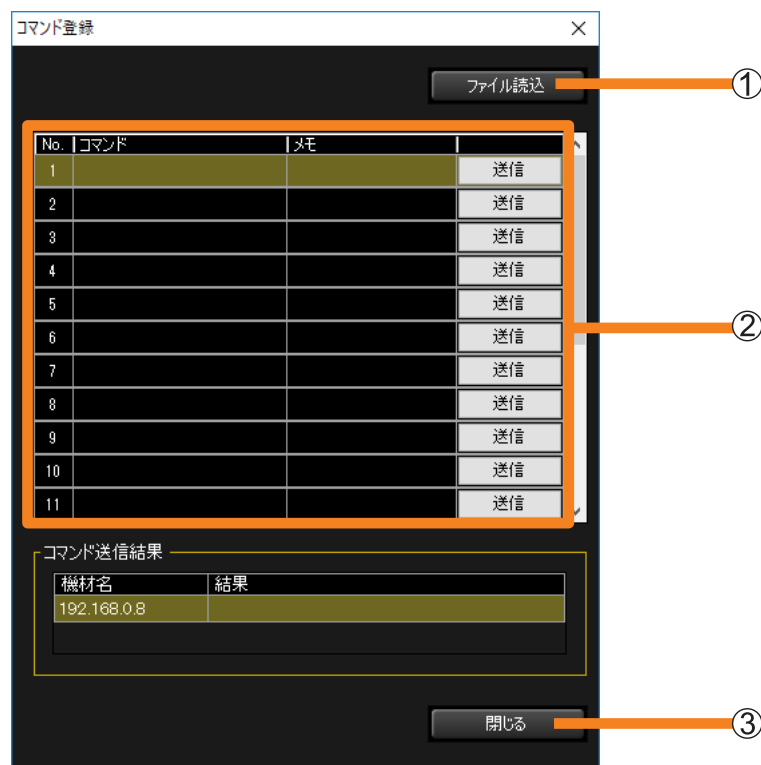 コマンド登録
ファイル読込
①
No. コマンド メモ
1 送信
2 送信
3 送信
4 送信
5 送信
6 送信
②
7 送信
8 送信
9 送信
10 送信
11 送信
コマンド送信結果
機材名 結果
192.168.0.8
閉じる
③